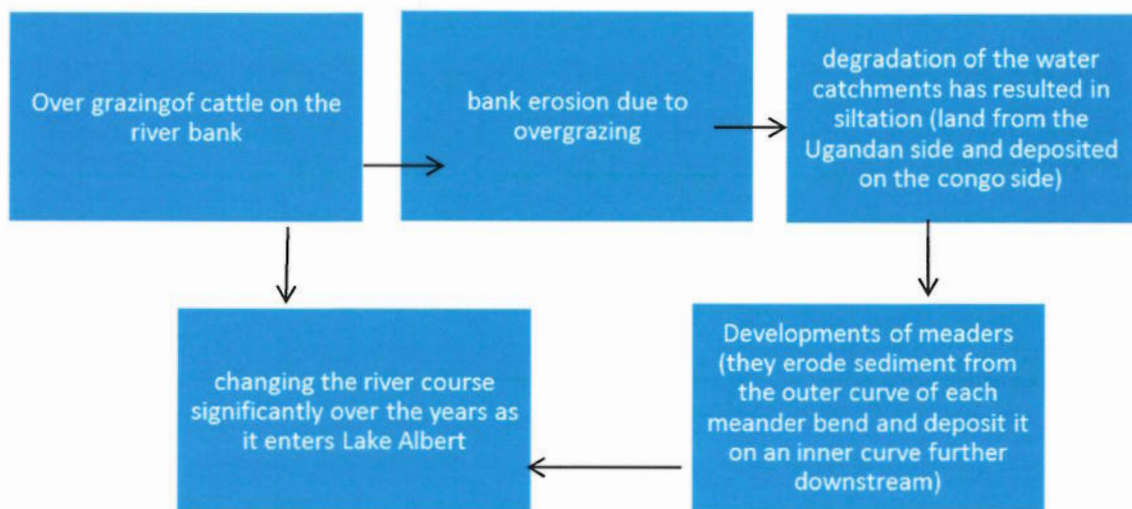 Over grazingof cattle on the
river bank
bank erosion due to
overgrazing
degradation of the water
catchments has resulted in
siltation (land from the
Ugandan side and deposited
on the congo side)
Developments of meaders
(they erode sediment from
the outer curve of each
meander bend and deposit it
on an inner curve further
downstream)
changing the river course
significantly over the years as
it enters Lake Albert